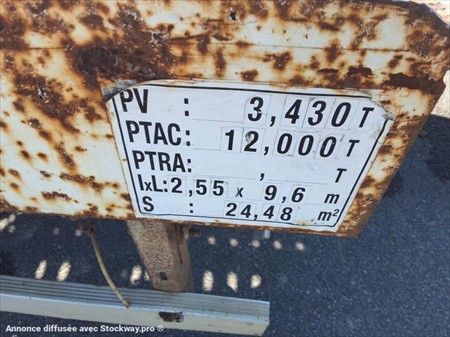 PV : 3,430 T
PTAC: 12,000 T
PTRA: , T
IxL: 2,55 x 9,6 m
S : 24,48 m²
Annonce diffusée avec Stockway.pro ®